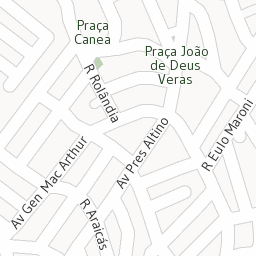 Praça
Canea
Praça João
de Deus
Veras
R Rolândia
R Eulo Maroni
Av Pres Altino
Av Gen Mac Arthur
R Araicás